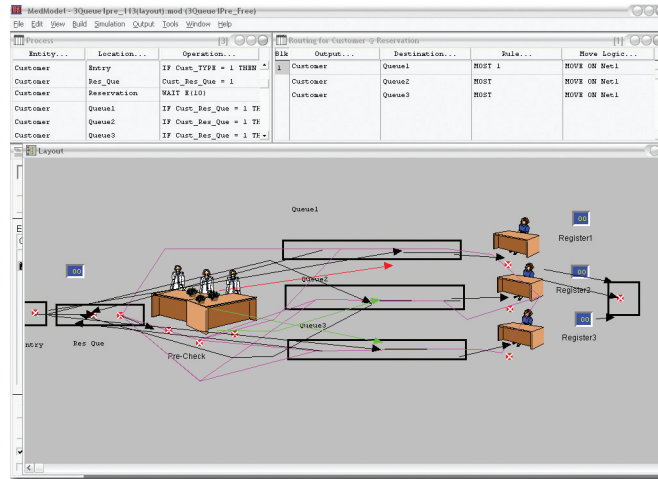 MedModel - 3Queue1pre_113(layout).mod (3Queue1Pre_Free)
File Edit View Build Simulation Output Tools Window Help
Process [3]
Entity... Location... Operation...
Customer Entry IF Cust_TYPE = 1 THEN
Customer Res_Que Cust_Res_Que = 1
Customer Reservation WAIT E(10)
Customer Queue1 IF Cust_Res_Que = 1 TH
Customer Queue2 IF Cust_Res_Que = 1 TH
Customer Queue3 IF Cust_Res_Que = 1 TH
Routing for Customer @ Reservation [1]
Blk Output... Destination... Rule... Move Logic...
1 Customer Queue1 MOST 1 MOVE ON Net1
Customer Queue2 MOST MOVE ON Net1
Customer Queue3 MOST MOVE ON Net1
Layout
Queue1
00
Register1
00
Queue2
00
Register2
00
Queue3
Register3
ntry
Res Que
Pre-Check